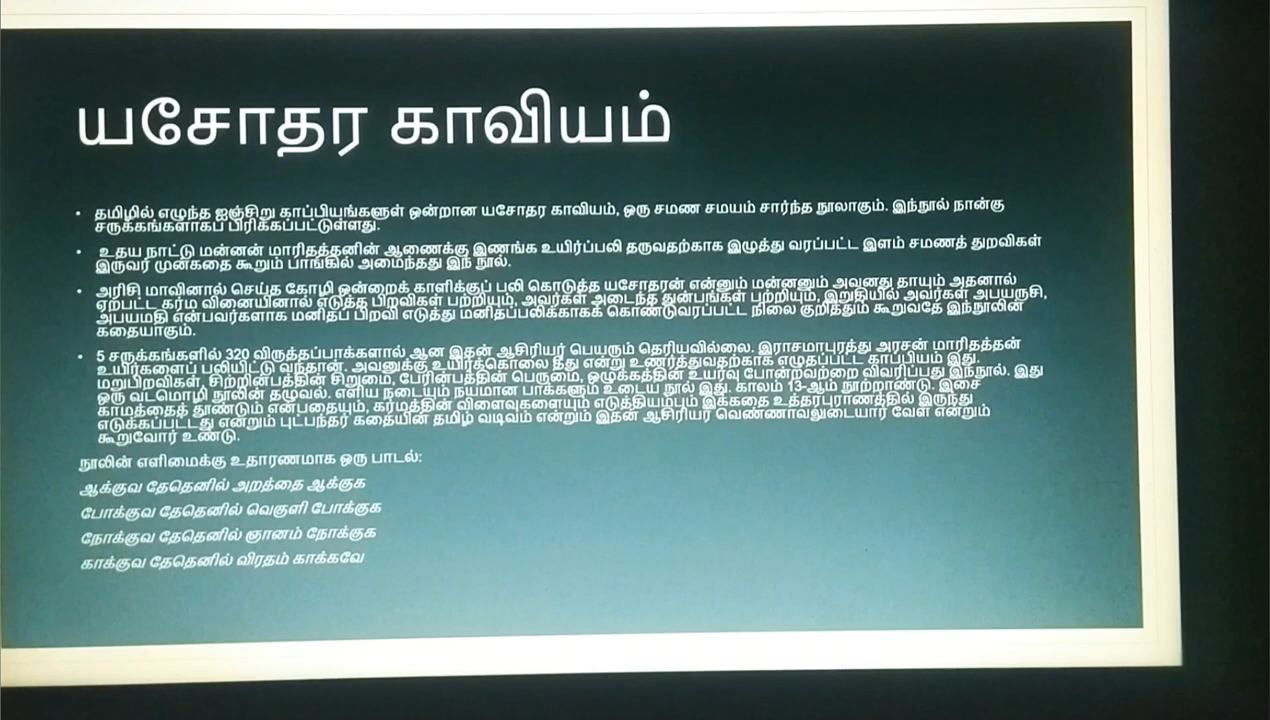 யசோதர காவியம்
• தமிழில் எழுந்த ஐஞ்சிறு காப்பியங்களுள் ஒன்றான யசோதர காவியம், ஒரு சமண சமயம் சார்ந்த நூலாகும். இந்நூல் நான்கு
சருக்கங்களாகப் பிரிக்கப்பட்டுள்ளது.
• உதய நாட்டு மன்னன் மாரிதத்தனின் ஆணைக்கு இணங்க உயிர்ப்பலி தருவதற்காக இழுத்து வரப்பட்ட இளம் சமணத் துறவிகள்
இருவர் முன்கதை கூறும் பாங்கில் அமைந்தது இந் நூல்.
• அரிசி மாவினால் செய்த கோழி ஒன்றைக் காளிக்குப் பலி கொடுத்த யசோதரன் என்னும் மன்னனும் அவனது தாயும் அதனால்
ஏற்பட்ட கர்ம வினையினால் எடுத்த பிறவிகள் பற்றியும், அவர்கள் அடைந்த துன்பங்கள் பற்றியும், இறுதியில் அவர்கள் அபயருசி,
அபயமதி என்பவர்களாக மனிதப் பிறவி எடுத்து மனிதப்பலிக்காகக் கொண்டுவரப்பட்ட நிலை குறித்தும் கூறுவதே இந்நூலின்
கதையாகும்.
• 5 சருக்கங்களில் 320 விருத்தப்பாக்களால் ஆன இதன் ஆசிரியர் பெயரும் தெரியவில்லை. இராசமாபுரத்து அரசன் மாரிதத்தன்
உயிர்களைப் பலியிட்டு வந்தான். அவனுக்கு உயிர்க்கொலை தீது என்று உணர்த்துவதற்காக எழுதப்பட்ட காப்பியம் இது.
மறுபிறவிகள், சிற்றின்பத்தின் சிறுமை, பேரின்பத்தின் பெருமை, ஒழுக்கத்தின் உயர்வு போன்றவற்றை விவரிப்பது இந்நூல். இது
ஒரு வடமொழி நூலின் தழுவல். எளிய நடையும் நயமான பாக்களும் உடைய நூல் இது. காலம் 13-ஆம் நூற்றாண்டு. இசை
காமத்தைத் தூண்டும் என்பதையும், கர்மத்தின் விளைவுகளையும் எடுத்தியம்பும் இக்கதை உத்தரபுராணத்தில் இருந்து
எடுக்கப்பட்டது என்றும் புட்பந்தர் கதையின் தமிழ் வடிவம் என்றும் இதன் ஆசிரியர் வெண்ணாவலுடையார் வேள் என்றும்
கூறுவோர் உண்டு.
நூலின் எளிமைக்கு உதாரணமாக ஒரு பாடல்:
ஆக்குவ தேதெனில் அறத்தை ஆக்குக
போக்குவ தேதெனில் வெகுளி போக்குக
நோக்குவ தேதெனில் ஞானம் நோக்குக
காக்குவ தேதெனில் விரதம் காக்கவே